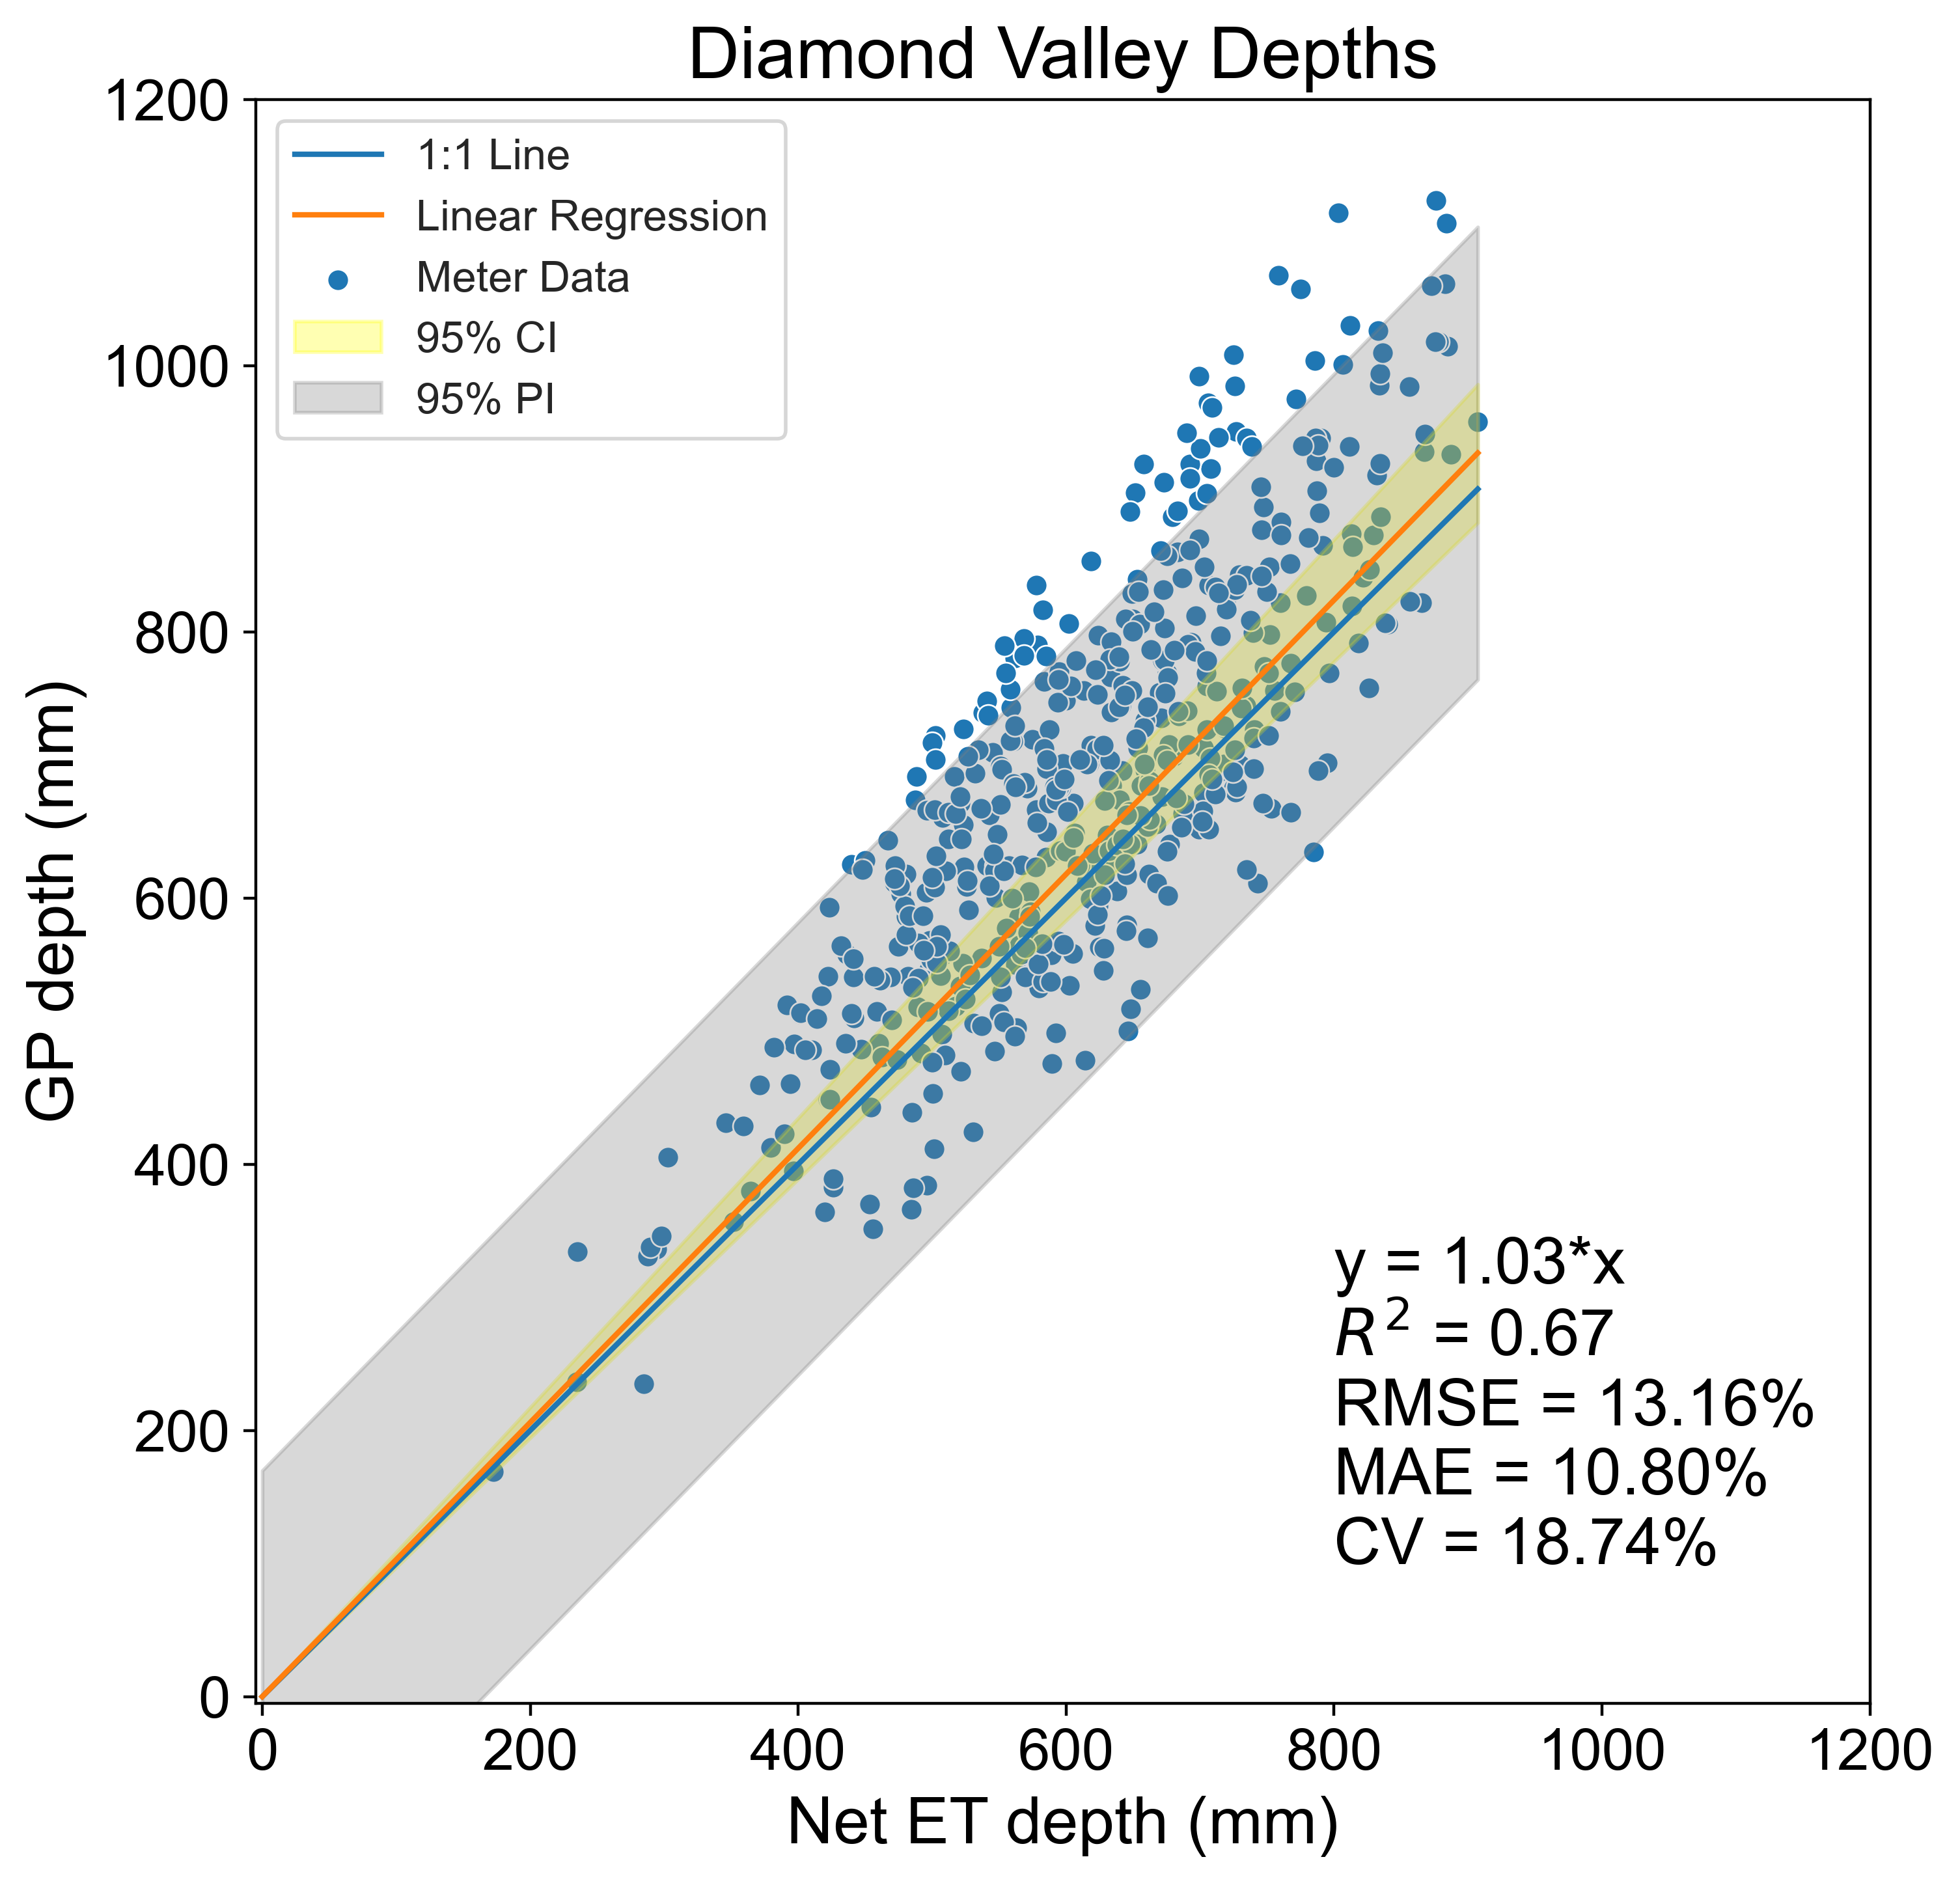 Diamond Valley Depths
1200
1000
800
600
400
200
0
GP depth (mm)
1:1 Line
Linear Regression
Meter Data
95% CI
95% PI
y = 1.03*x
R² = 0.67
RMSE = 13.16%
MAE = 10.80%
CV = 18.74%
0 200 400 600 800 1000 1200
Net ET depth (mm)